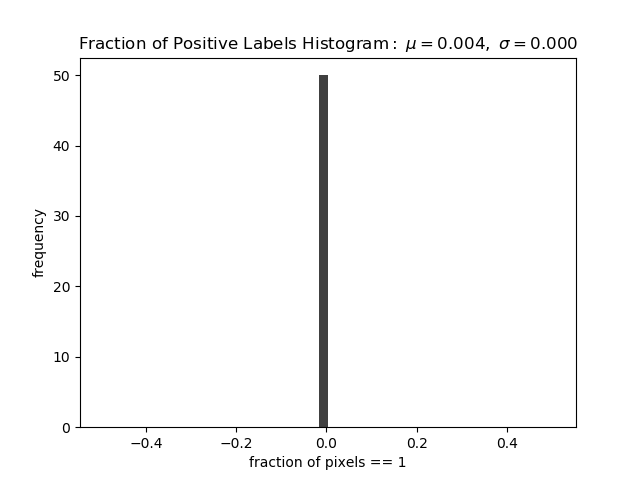 Fraction of Positive Labels Histogram : μ = 0.004, σ = 0.000
50
40
30
20
10
0
frequency
−0.4 −0.2 0.0 0.2 0.4
fraction of pixels == 1